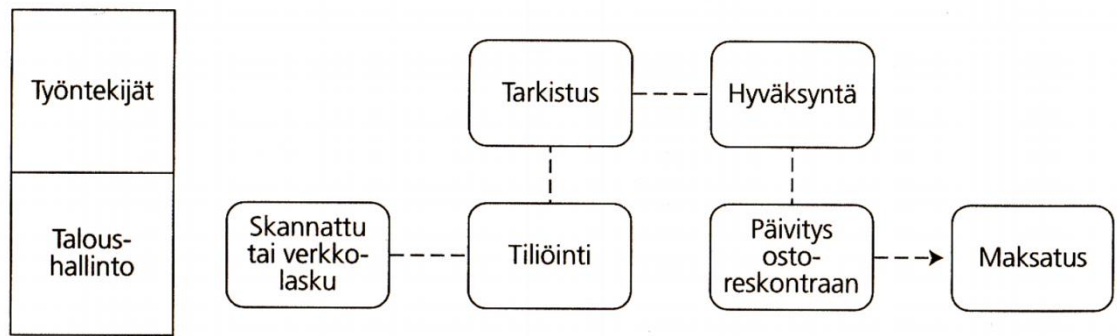 Työntekijät
Tarkistus
Hyväksyntä
Talous-
hallinto
Skannattu
tai verkko-
lasku
Tiliöinti
Päivitys
osto-
reskontraan
Maksatus